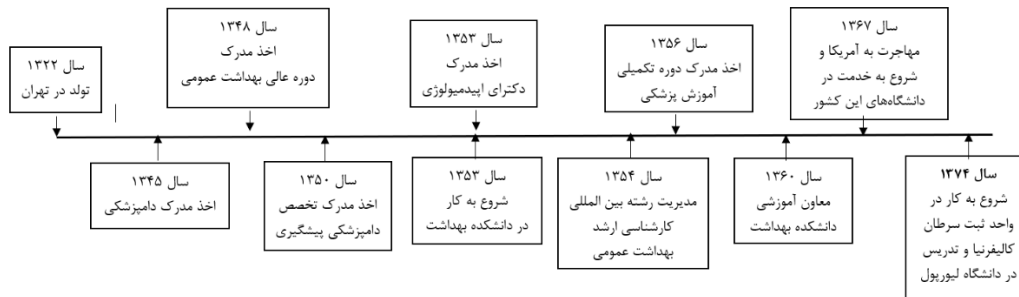 سال ۱۳۲۲
تولد در تهران
سال ۱۳۴۵
اخذ مدرک دامپزشکی
سال ۱۳۴۸
اخذ مدرک
دوره عالی بهداشت عمومی
سال ۱۳۵۰
اخذ مدرک تخصص
دامپزشکی پیشگیری
سال ۱۳۵۳
اخذ مدرک
دکترای اپیدمیولوژی
سال ۱۳۵۳
شروع به کار
در دانشکده بهداشت
سال ۱۳۵۴
مدیریت رشته بین المللی
کارشناسی ارشد
بهداشت عمومی
سال ۱۳۵۶
اخذ مدرک دوره تکمیلی
آموزش پزشکی
سال ۱۳۶۰
معاون آموزشی
دانشکده بهداشت
سال ۱۳۶۷
مهاجرت به آمریکا و
شروع به خدمت در
دانشگاه‌های این کشور
سال ۱۳۷۴
شروع به کار در
واحد ثبت سرطان
کالیفرنیا و تدریس
در دانشگاه لیورپول